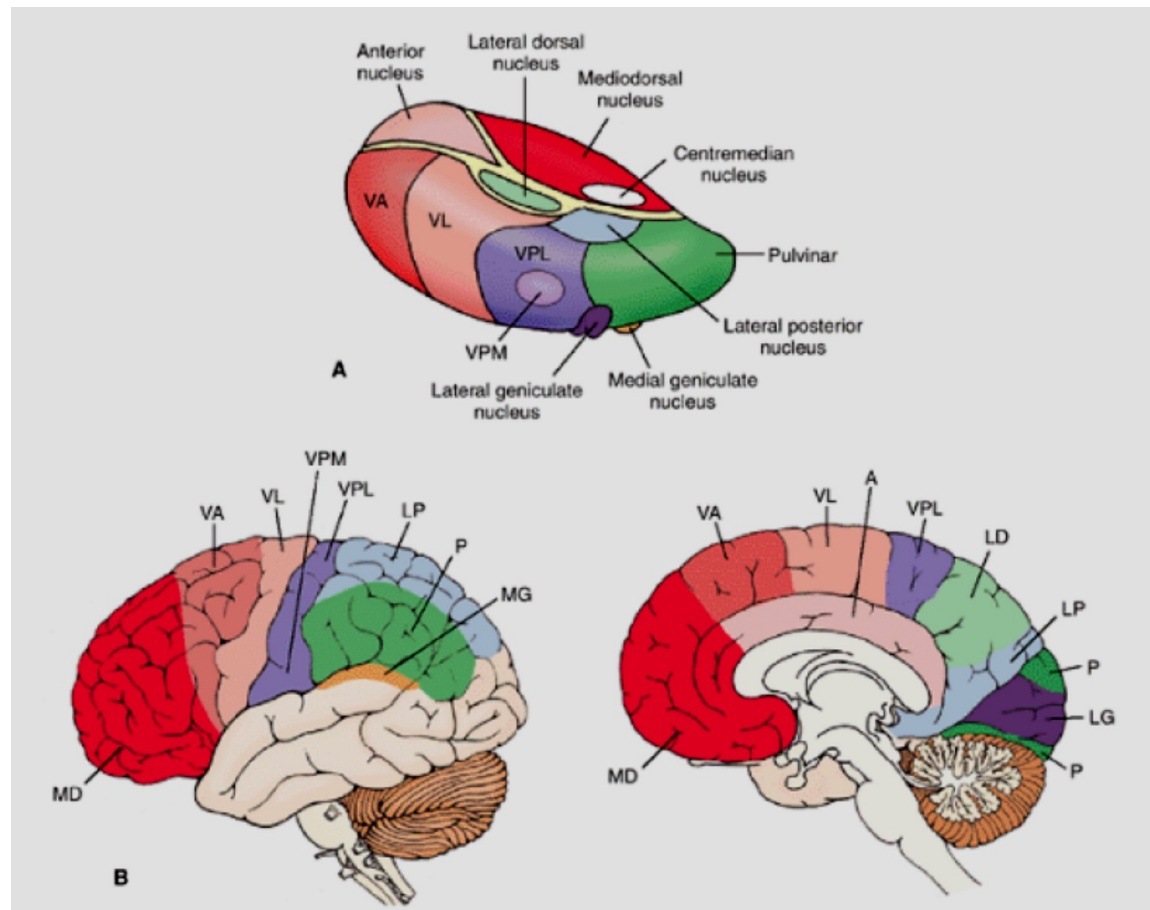 Anterior
nucleus
Lateral dorsal
nucleus
Mediodorsal
nucleus
Centremedian
nucleus
VA
VL
VPL
Pulvinar
Lateral posterior
nucleus
VPM
A
Lateral geniculate
nucleus
Medial geniculate
nucleus
VPM
VA
VL
VPL
LP
P
MG
MD
B
VA
VL
A
VPL
LD
LP
P
LG
P
MD